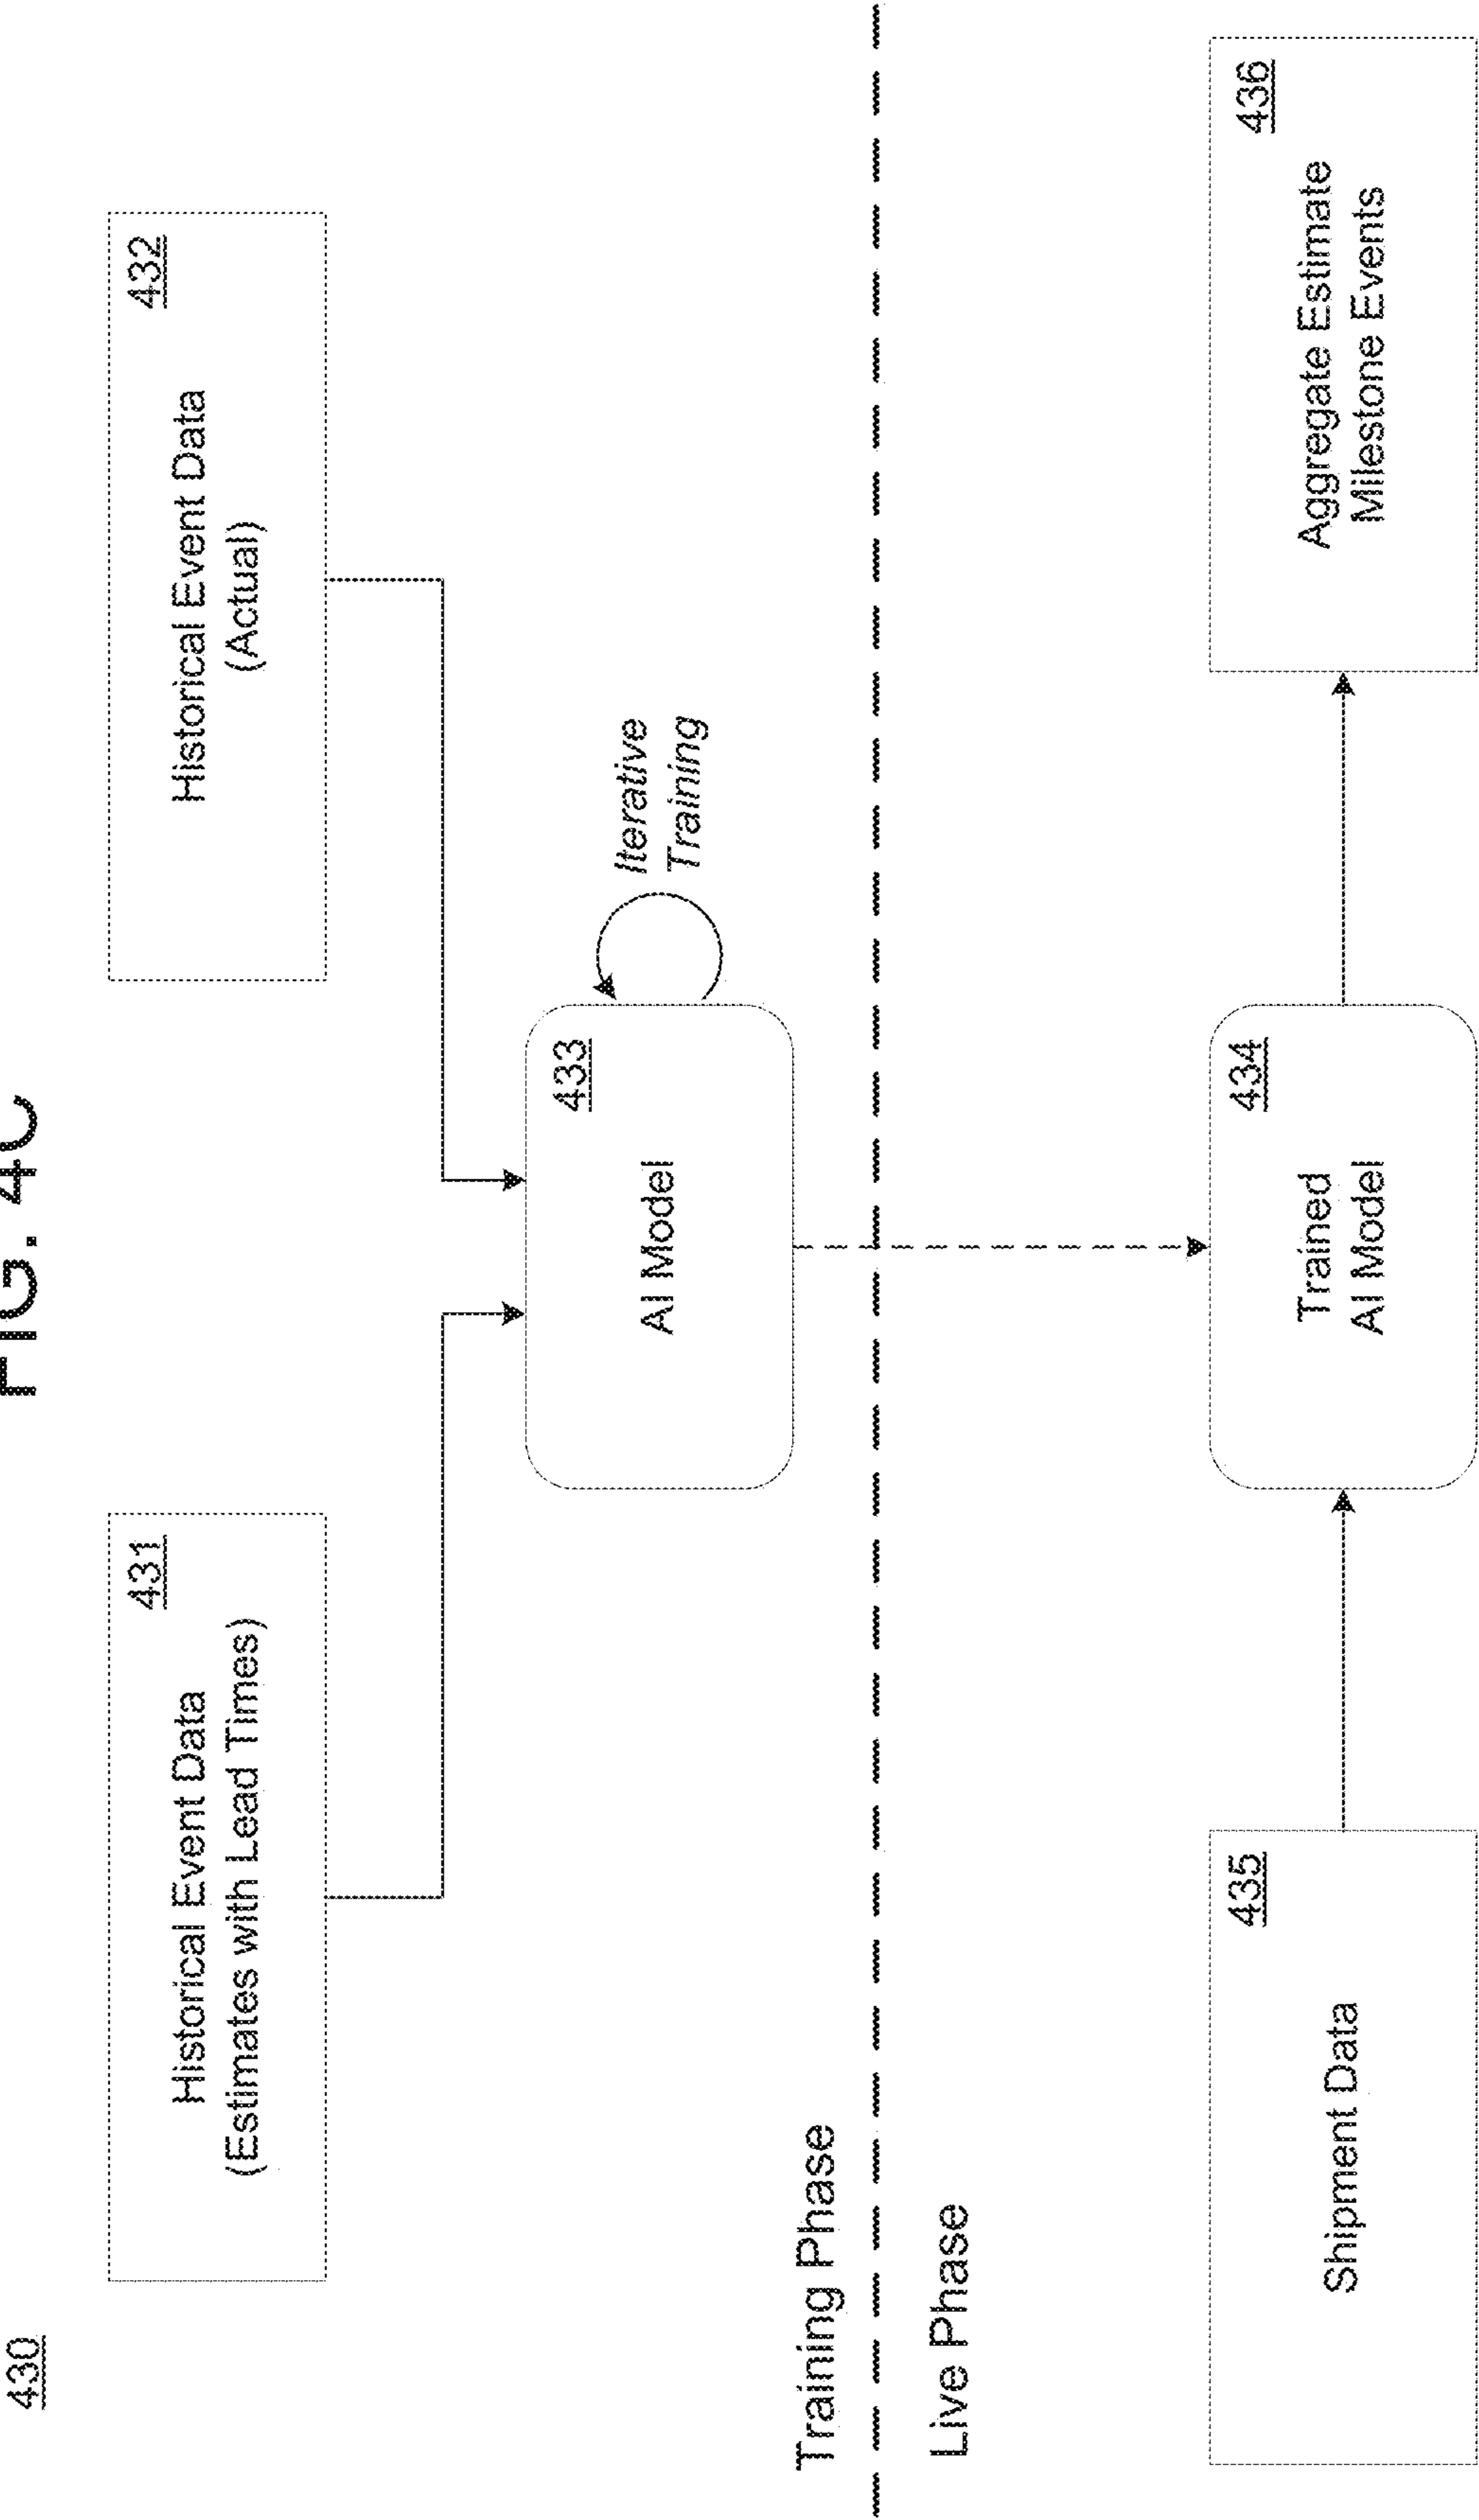 FIG. 4C
430
431
Historical Event Data
(Estimates with Lead Times)
432
Historical Event Data
(Actual)
433
AI Model
Iterative
Training
Training Phase
Live Phase
435
Shipment Data
434
Trained
AI Model
436
Aggregate Estimate
Milestone Events